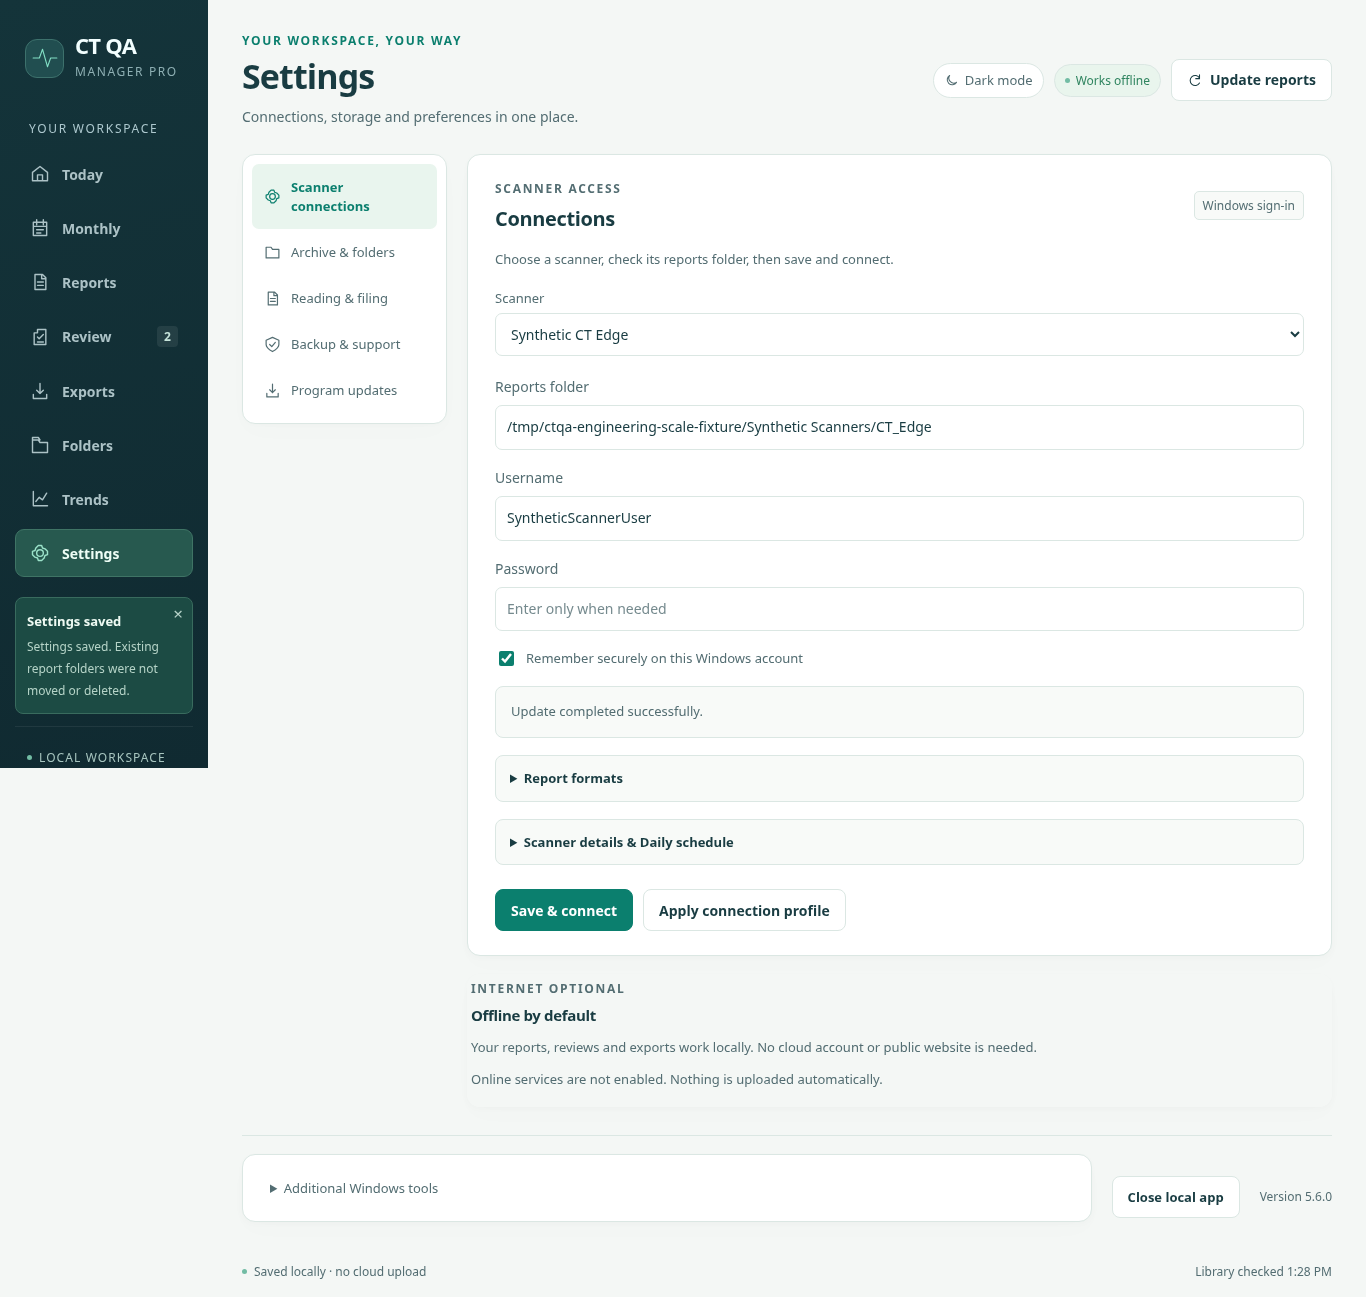 CT QA
MANAGER PRO
YOUR WORKSPACE
Today
Monthly
Reports
Review 2
Exports
Folders
Trends
Settings
Settings saved ×
Settings saved. Existing
report folders were not
moved or deleted.
LOCAL WORKSPACE
YOUR WORKSPACE, YOUR WAY
Settings
Connections, storage and preferences in one place.
Dark mode
Works offline
Update reports
Scanner
connections
Archive & folders
Reading & filing
Backup & support
Program updates
SCANNER ACCESS
Connections
Windows sign-in
Choose a scanner, check its reports folder, then save and connect.
Scanner
Synthetic CT Edge
Reports folder
/tmp/ctqa-engineering-scale-fixture/Synthetic Scanners/CT_Edge
Username
SyntheticScannerUser
Password
Enter only when needed
Remember securely on this Windows account
Update completed successfully.
Report formats
Scanner details & Daily schedule
Save & connect
Apply connection profile
INTERNET OPTIONAL
Offline by default
Your reports, reviews and exports work locally. No cloud account or public website is needed.
Online services are not enabled. Nothing is uploaded automatically.
Additional Windows tools
Close local app
Version 5.6.0
Saved locally · no cloud upload
Library checked 1:28 PM